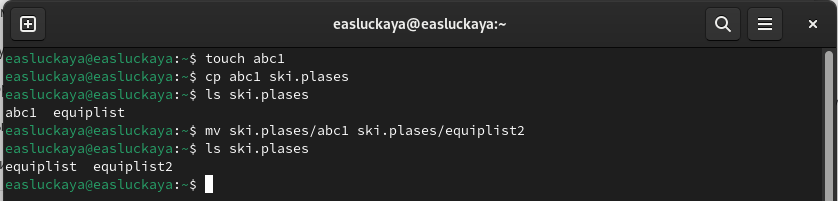 easluckaya@easluckaya:~
easluckaya@easluckaya:~$ touch abc1
easluckaya@easluckaya:~$ cp abc1 ski.plases
easluckaya@easluckaya:~$ ls ski.plases
abc1  equiplist
easluckaya@easluckaya:~$ mv ski.plases/abc1 ski.plases/equiplist2
easluckaya@easluckaya:~$ ls ski.plases
equiplist  equiplist2
easluckaya@easluckaya:~$